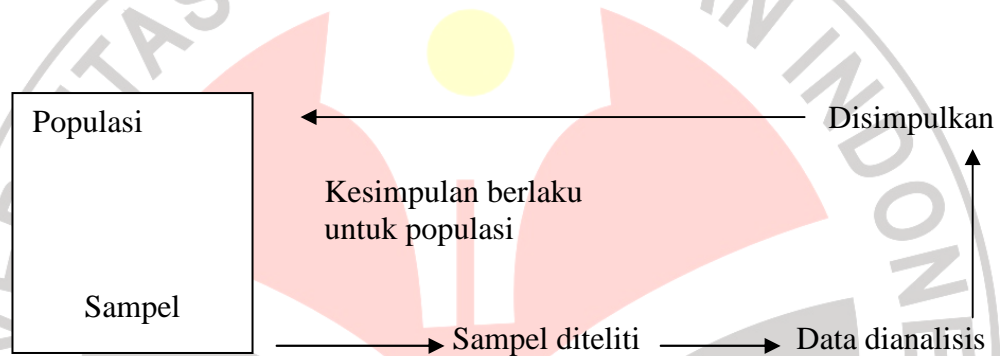 Populasi
Disimpulkan
Kesimpulan berlaku
untuk populasi
Sampel
Sampel diteliti
Data dianalisis